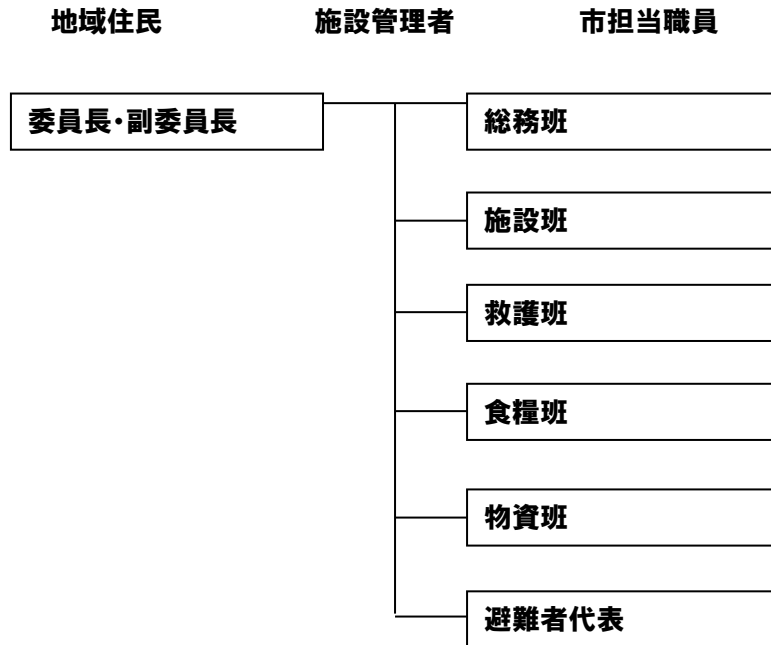 地域住民 施設管理者 市担当職員
委員長・副委員長
総務班
施設班
救護班
食糧班
物資班
避難者代表